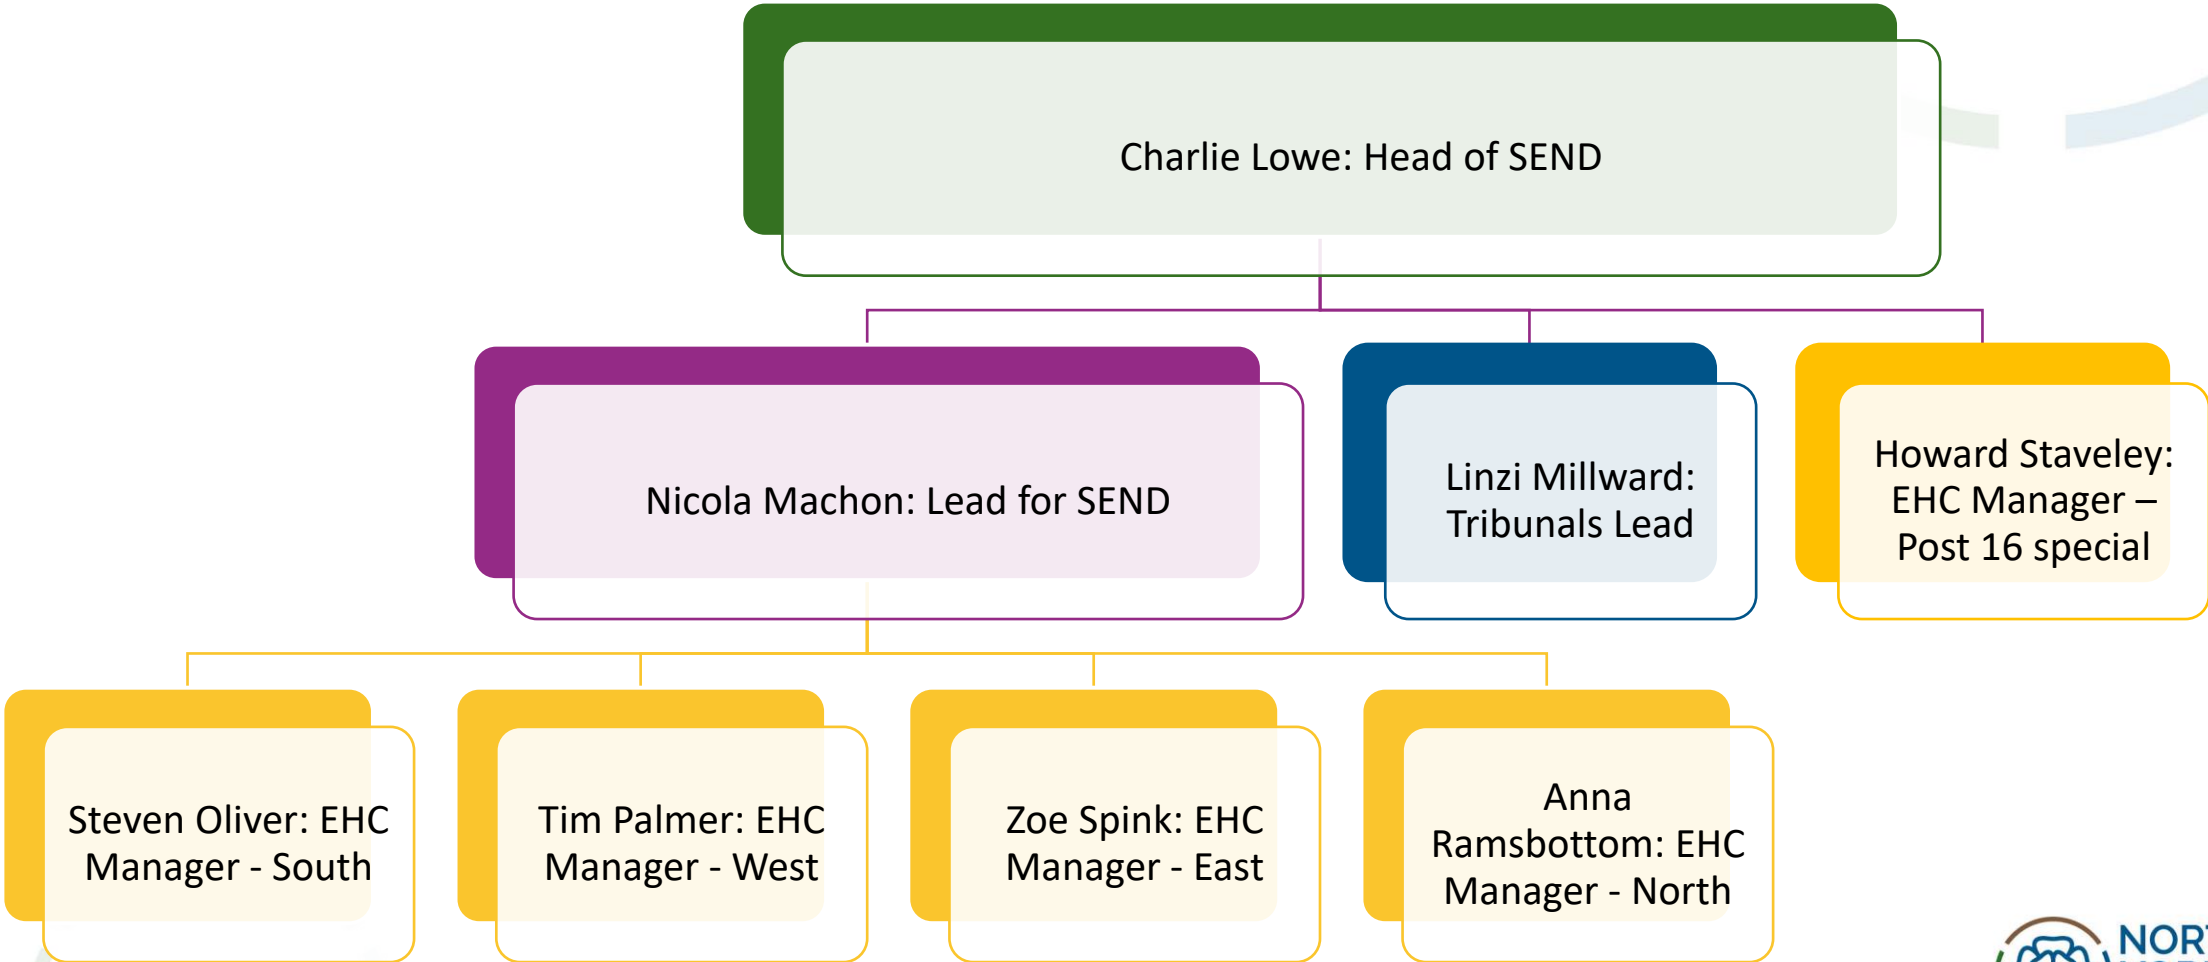 Charlie Lowe: Head of SEND
Nicola Machon: Lead for SEND
Linzi Millward:
Tribunals Lead
Howard Staveley:
EHC Manager –
Post 16 special
Steven Oliver: EHC
Manager - South
Tim Palmer: EHC
Manager - West
Zoe Spink: EHC
Manager - East
Anna
Ramsbottom: EHC
Manager - North